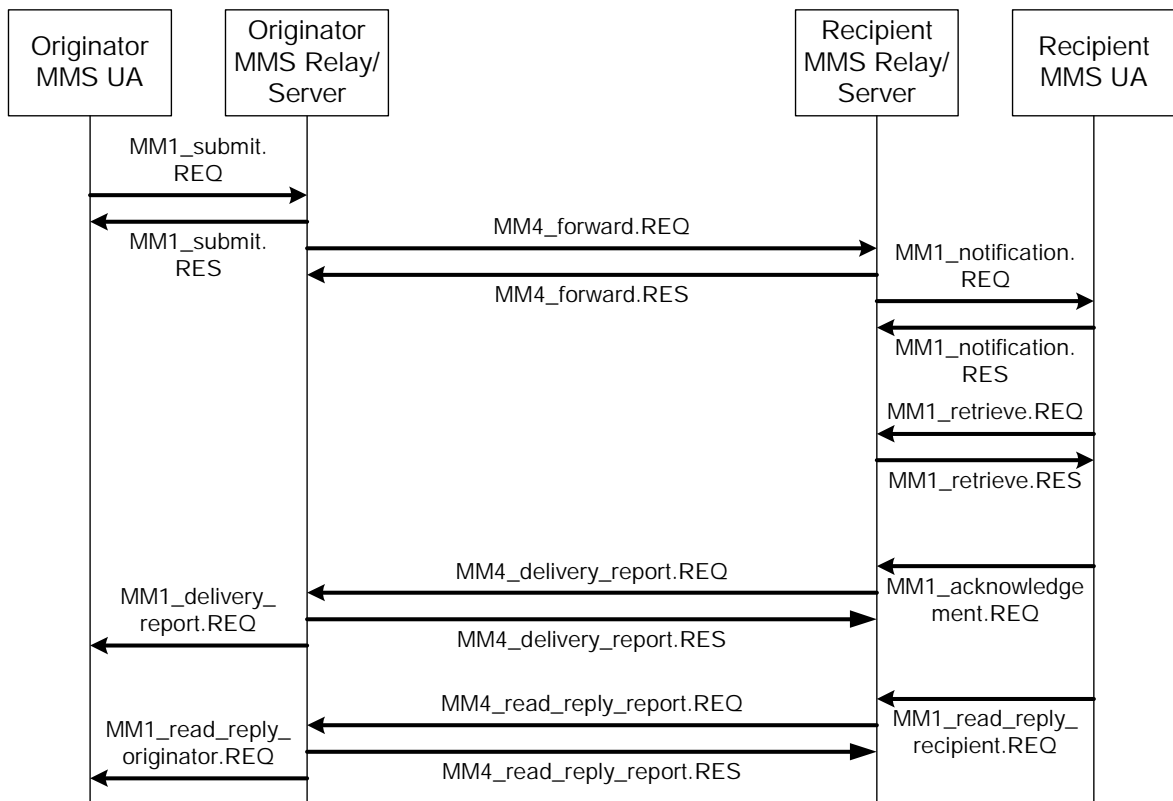 Originator
MMS UA
Originator
MMS Relay/
Server
Recipient
MMS Relay/
Server
Recipient
MMS UA
MM1_submit.
REQ
MM1_submit.
RES
MM4_forward.REQ
MM4_forward.RES
MM1_notification.
REQ
MM1_notification.
RES
MM1_retrieve.REQ
MM1_retrieve.RES
MM1_acknowledge
ment.REQ
MM4_delivery_report.REQ
MM4_delivery_report.RES
MM1_delivery_
report.REQ
MM1_read_reply_
recipient.REQ
MM4_read_reply_report.REQ
MM4_read_reply_report.RES
MM1_read_reply_
originator.REQ